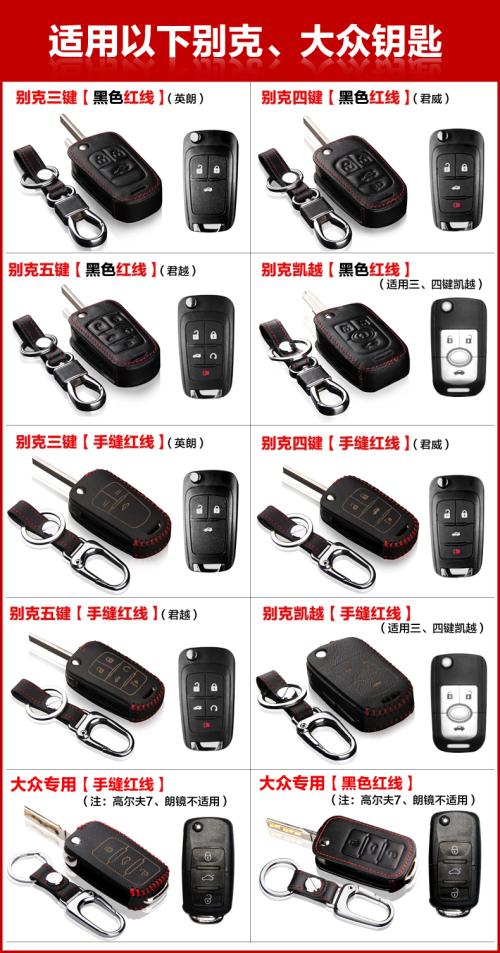 适用以下别克、大众钥匙
别克三键【黑色红线】(英朗)
别克四键【黑色红线】(君威)
别克五键【黑色红线】(君越)
别克凯越【黑色红线】
(适用三、四键凯越)
别克三键【手缝红线】(英朗)
别克四键【手缝红线】(君威)
别克五键【手缝红线】(君越)
别克凯越【手缝红线】
(适用三、四键凯越)
大众专用【手缝红线】
(注:高尔夫7、朗镜不适用)
大众专用【黑色红线】
(注:高尔夫7、朗镜不适用)